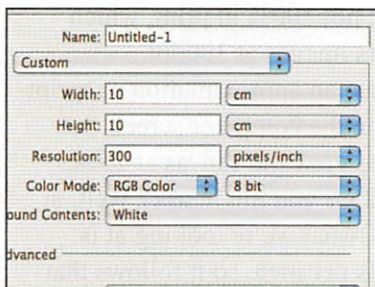 Name: Untitled-1
Custom
Width: 10 cm
Height: 10 cm
Resolution: 300 pixels/inch
Color Mode: RGB Color 8 bit
ound Contents: White
dvanced